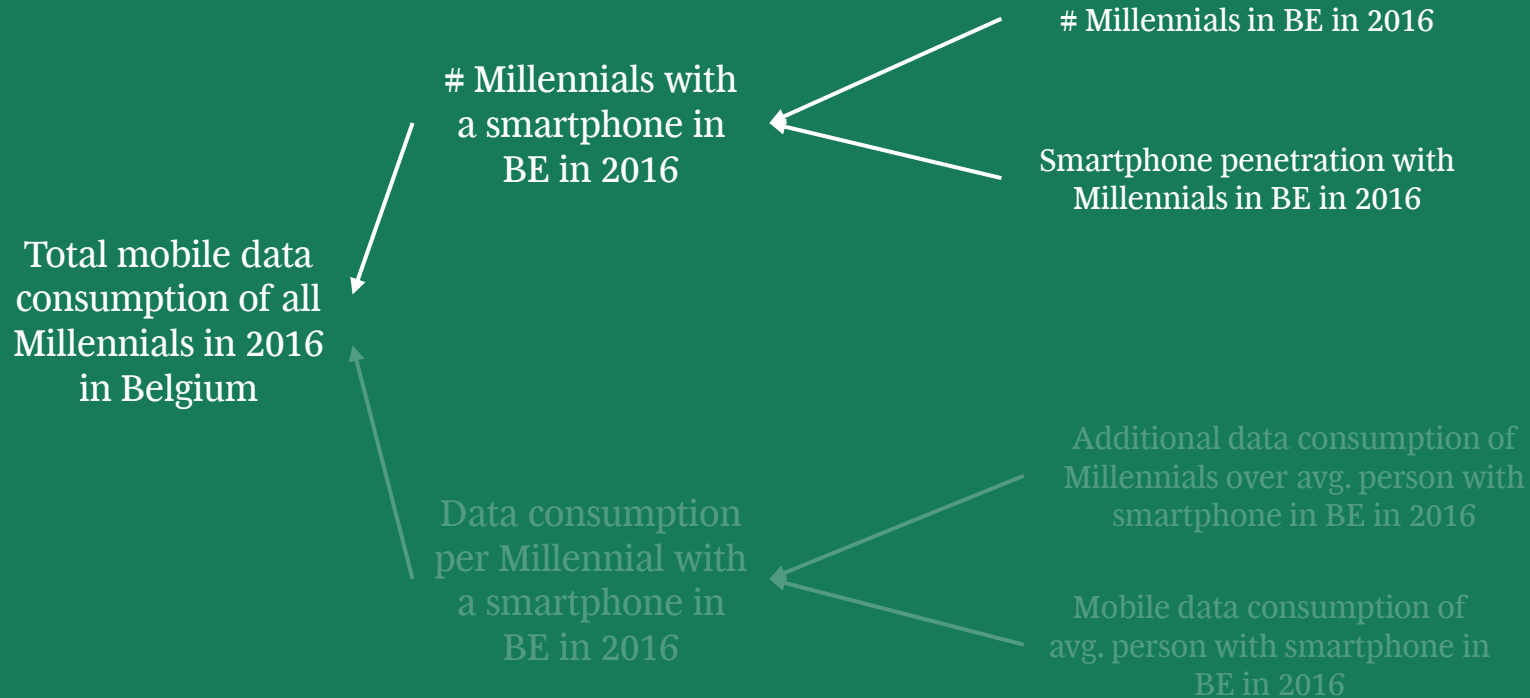 # Millennials in BE in 2016
# Millennials with
a smartphone in
BE in 2016
Smartphone penetration with
Millennials in BE in 2016
Total mobile data
consumption of all
Millennials in 2016
in Belgium
Additional data consumption of
Millennials over avg. person with
smartphone in BE in 2016
Data consumption
per Millennial with
a smartphone in
BE in 2016
Mobile data consumption of
avg. person with smartphone in
BE in 2016